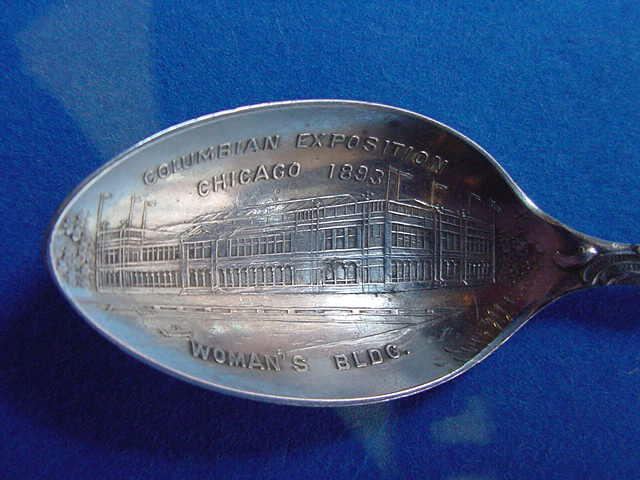 COLUMBIAN EXPOSITION
CHICAGO 1893
WOMAN'S BLDG.